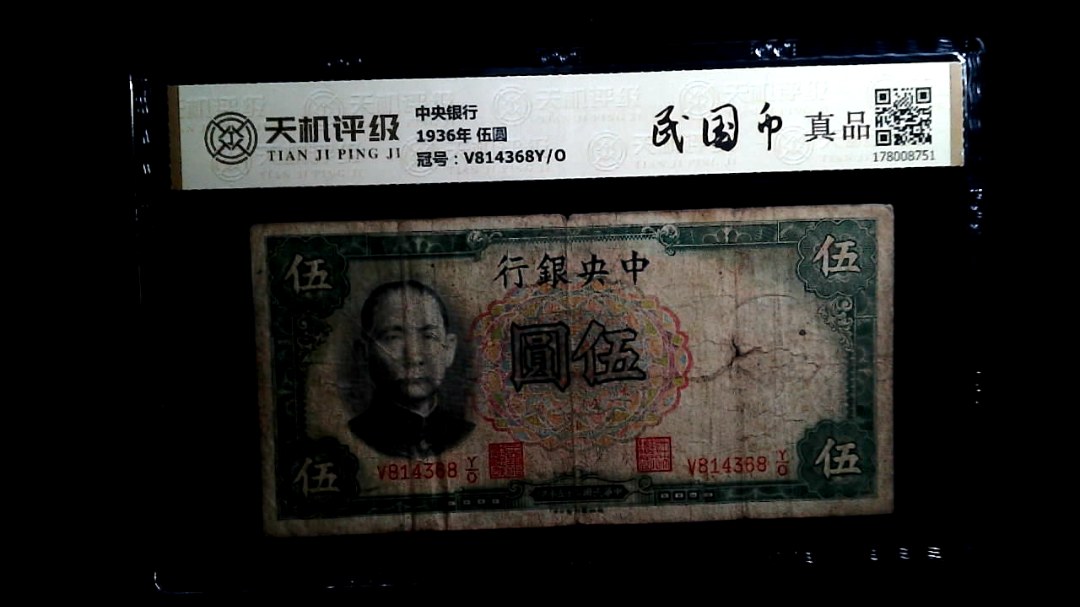 天机评级
TIAN JI PING JI
中央银行
1936年 伍圆
冠号：V814368Y/O
民国币 真品
178008751
伍
行銀央中
伍
圓伍
V814368 Y/O
V814368 Y/O
伍
伍